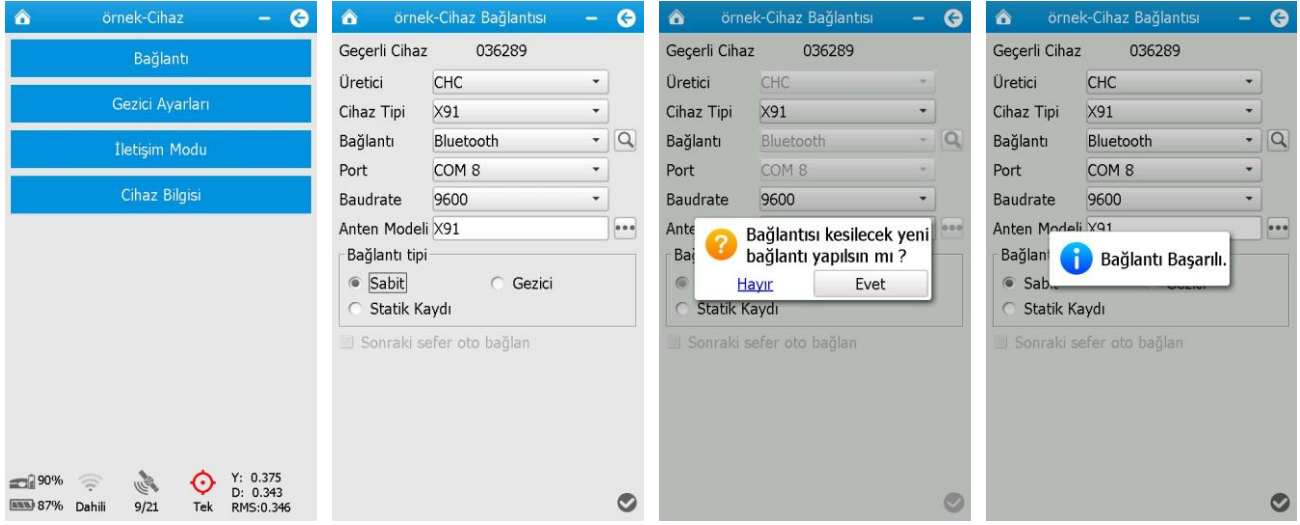 örnek-Cihaz
Bağlantı
Gezici Ayarları
İletişim Modu
Cihaz Bilgisi
90%
87%
Dahili
9/21
Tek
Y: 0.375
D: 0.343
RMS:0.346
örnek-Cihaz Bağlantısı
Geçerli Cihaz 036289
Üretici CHC
Cihaz Tipi X91
Bağlantı Bluetooth
Port COM 8
Baudrate 9600
Anten Modeli X91
Bağlantı tipi
Sabit Gezici
Statik Kaydı
Sonraki sefer oto bağlan
örnek-Cihaz Bağlantısı
Geçerli Cihaz 036289
Üretici CHC
Cihaz Tipi X91
Bağlantı Bluetooth
Port COM 8
Baudrate 9600
Ante
Bağlantısı kesilecek yeni
bağlantı yapılsın mı ?
Hayır Evet
Statik Kaydı
Sonraki sefer oto bağlan
örnek-Cihaz Bağlantısı
Geçerli Cihaz 036289
Üretici CHC
Cihaz Tipi X91
Bağlantı Bluetooth
Port COM 8
Baudrate 9600
Anten Modeli X91
Bağlant
Bağlantı Başarılı.
Statik Kaydı
Sonraki sefer oto bağlan